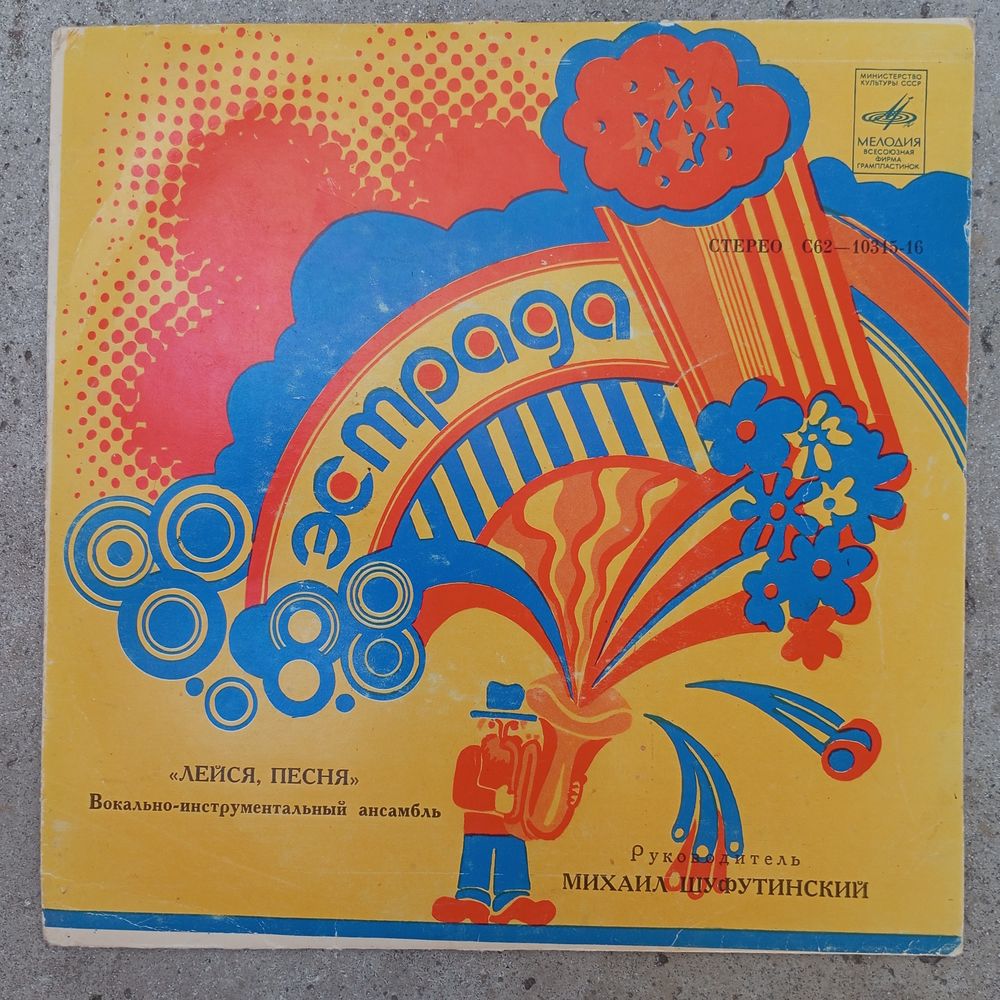 МИНИСТЕРСТВО
КУЛЬТУРЫ СССР
МЕЛОДИЯ
ВСЕСОЮЗНАЯ
ФИРМА
ГРАМПЛАСТИНОК
СТЕРЕО С62—10315-16
эстрада
«ЛЕЙСЯ, ПЕСНЯ»
Вокально-инструментальный ансамбль
Руководитель
МИХАИЛ ШУФУТИНСКИЙ